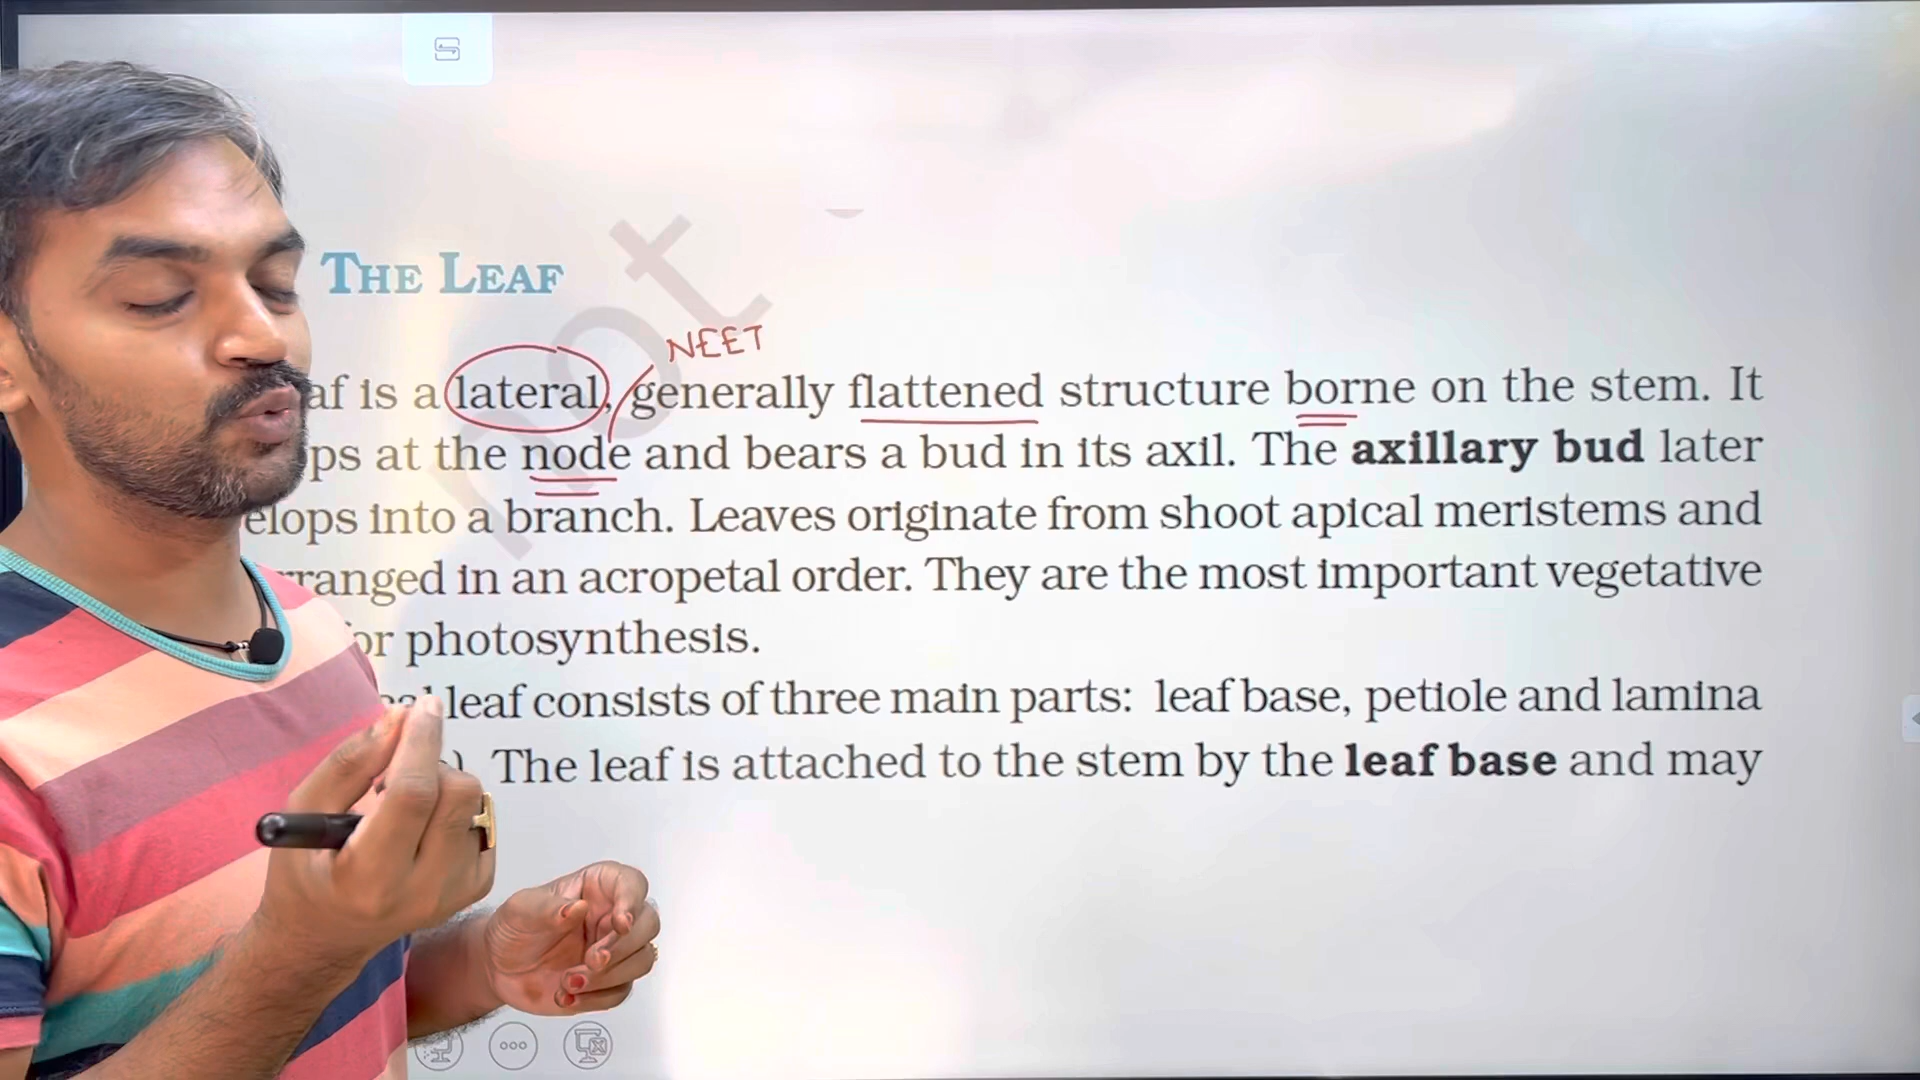 THE LEAF
NEET
af is a lateral, generally flattened structure borne on the stem. It
ps at the node and bears a bud in its axil. The axillary bud later
elops into a branch. Leaves originate from shoot apical meristems and
rranged in an acropetal order. They are the most important vegetative
or photosynthesis.
leaf consists of three main parts: leaf base, petiole and lamina
The leaf is attached to the stem by the leaf base and may
not